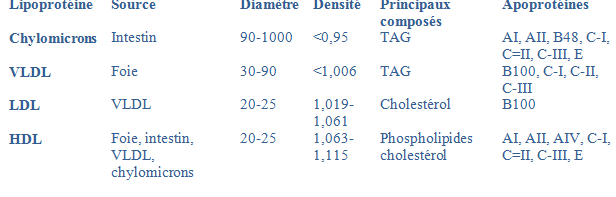 Lipoprotéine Source Diamètre Densité Principaux composés Apoprotéines
Chylomicrons Intestin 90-1000 <0,95 TAG AI, AII, B48, C-I, C=II, C-III, E
VLDL Foie 30-90 <1,006 TAG B100, C-I, C-II, C-III
LDL VLDL 20-25 1,019-1,061 Cholestérol B100
HDL Foie, intestin, VLDL, chylomicrons 20-25 1,063-1,115 Phospholipides cholestérol AI, AII, AIV, C-I, C=II, C-III, E